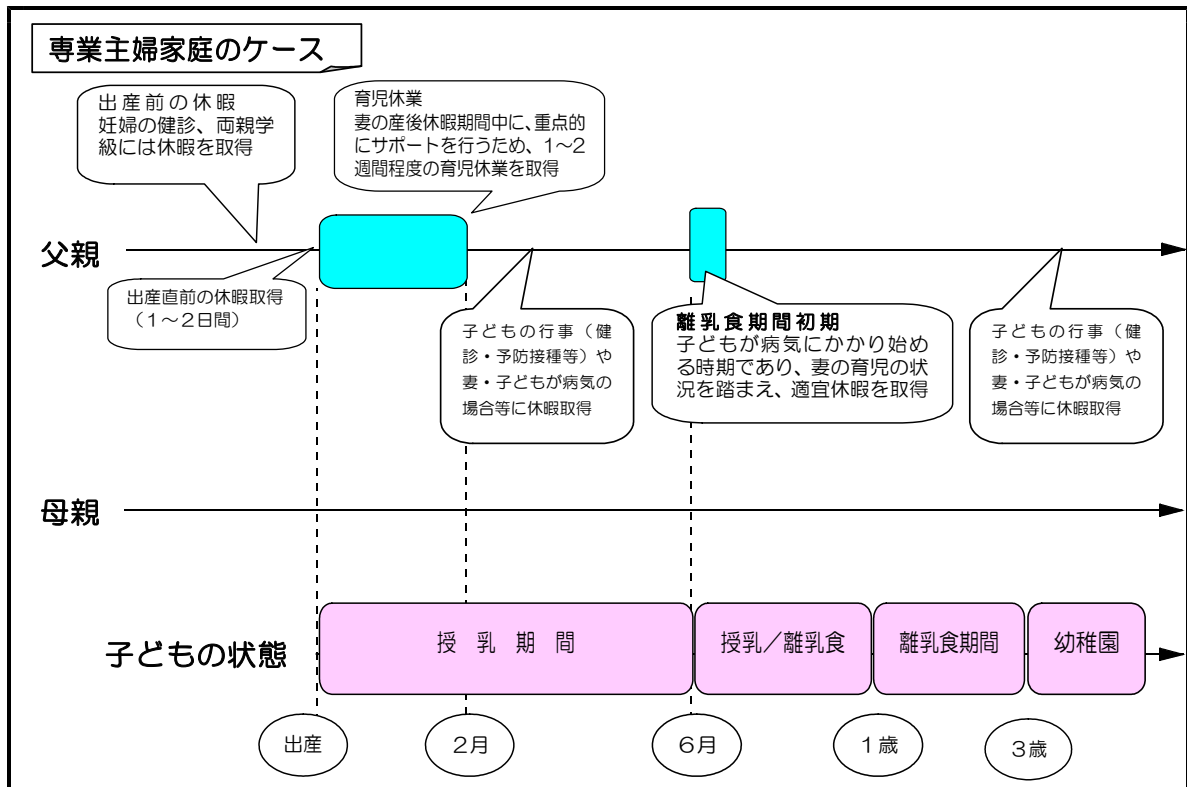 専業主婦家庭のケース
出産前の休暇
妊婦の健診、両親学
級には休暇を取得
育児休業
妻の産後休暇期間中に、重点的
にサポートを行うため、1～2
週間程度の育児休業を取得
父親
出産直前の休暇取得
（1～2日間）
子どもの行事（健
診・予防接種等）や
妻・子どもが病気の
場合等に休暇取得
離乳食期間初期
子どもが病気にかかり始め
る時期であり、妻の育児の状
況を踏まえ、適宜休暇を取得
子どもの行事（健
診・予防接種等）や
妻・子どもが病気の
場合等に休暇取得
母親
子どもの状態
授乳期間
授乳／離乳食
離乳食期間
幼稚園
出産
2月
6月
1歳
3歳